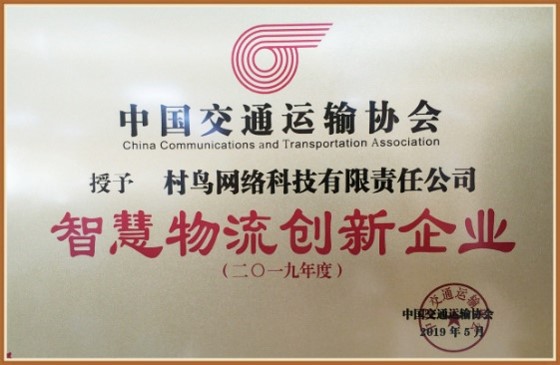 中国交通运输协会
China Communications and Transportation Association
授予 村鸟网络科技有限责任公司
智慧物流创新企业
（二〇一九年度）
中国交通运输协会
2019年5月